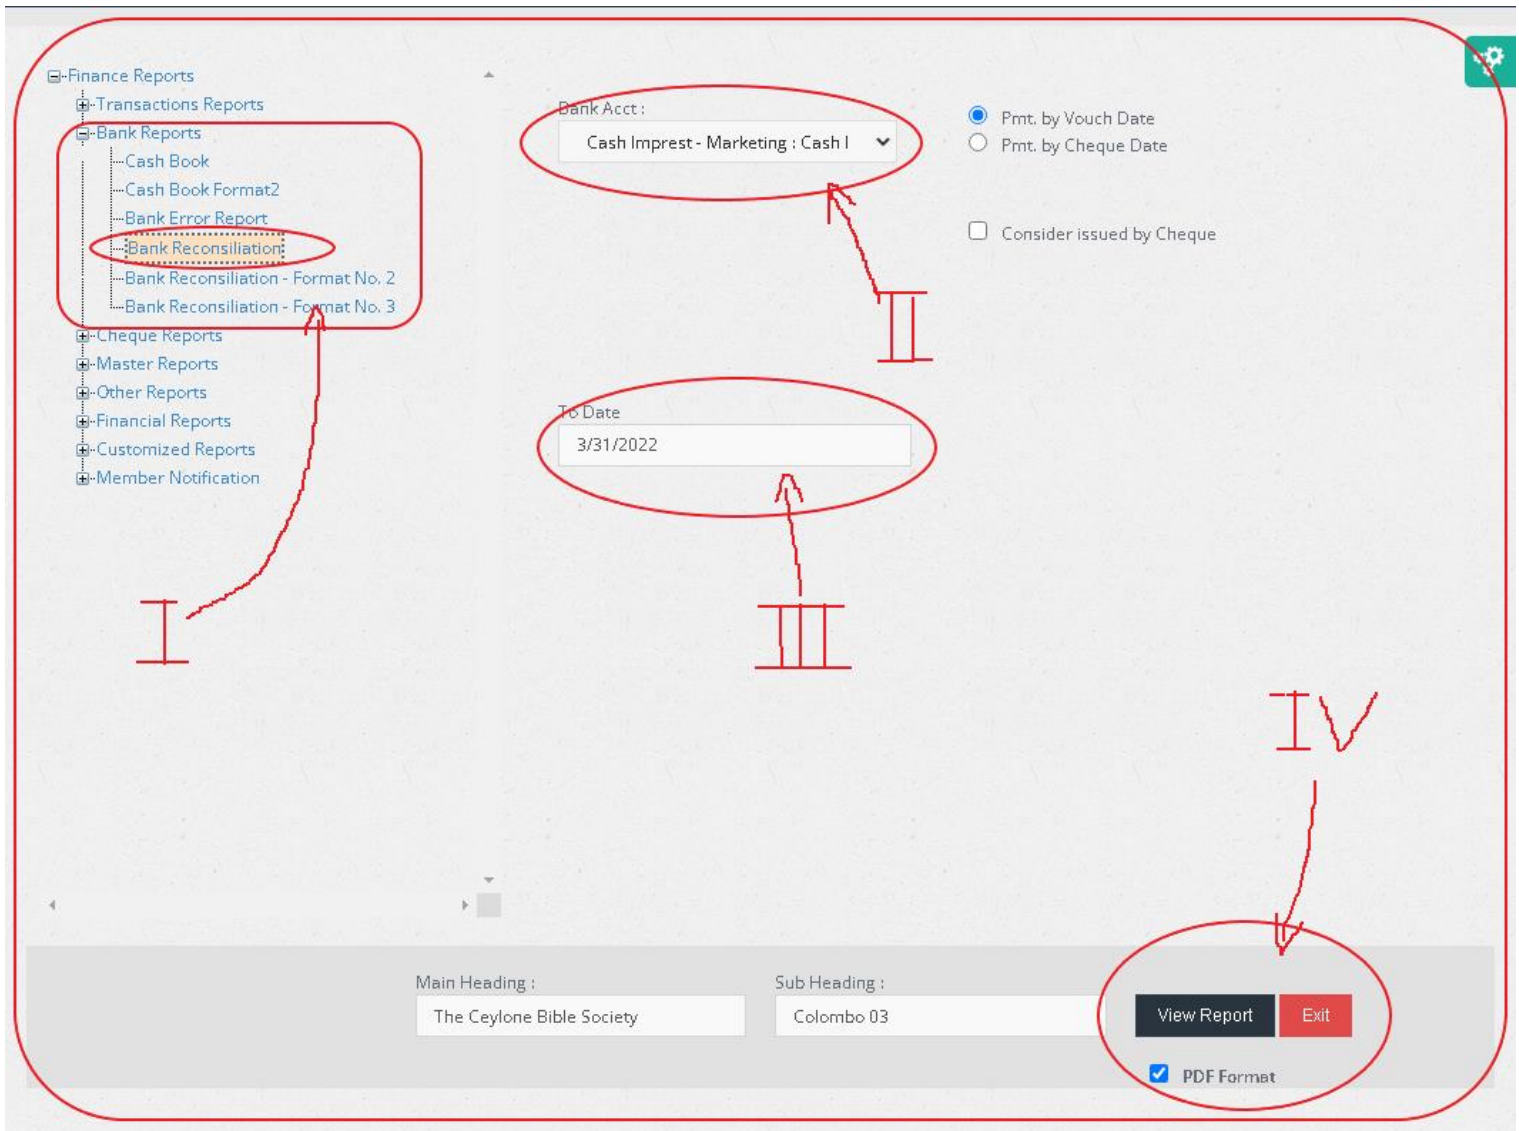 Finance Reports
Transactions Reports
Bank Reports
Cash Book
Cash Book Format2
Bank Error Report
Bank Reconsiliation
Bank Reconsiliation - Format No. 2
Bank Reconsiliation - Format No. 3
Cheque Reports
Master Reports
Other Reports
Financial Reports
Customized Reports
Member Notification
I
Bank Acct :
Cash Imprest - Marketing : Cash I
Pmt. by Vouch Date
Pmt. by Cheque Date
Consider issued by Cheque
II
To Date
3/31/2022
III
IV
Main Heading :
The Ceylone Bible Society
Sub Heading :
Colombo 03
View Report
Exit
PDF Format